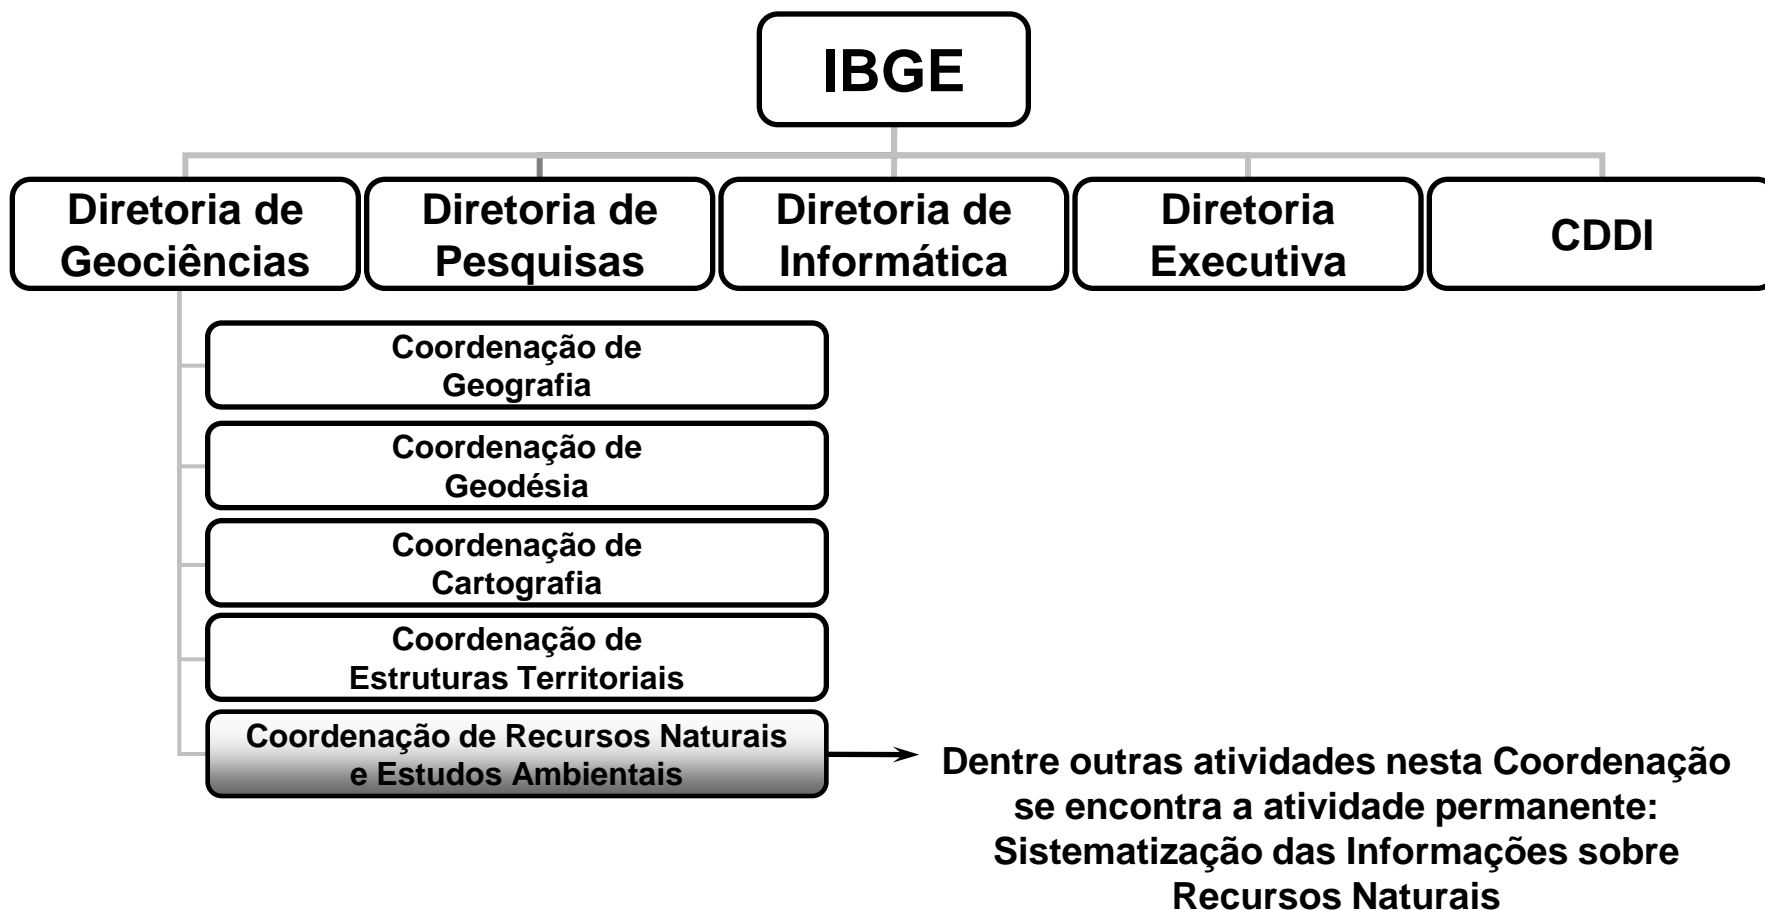 IBGE
Diretoria de
Geociências
Diretoria de
Pesquisas
Diretoria de
Informática
Diretoria
Executiva
CDDI
Coordenação de
Geografia
Coordenação de
Geodésia
Coordenação de
Cartografia
Coordenação de
Estruturas Territoriais
Coordenação de Recursos Naturais
e Estudos Ambientais
Dentre outras atividades nesta Coordenação
se encontra a atividade permanente:
Sistematização das Informações sobre
Recursos Naturais